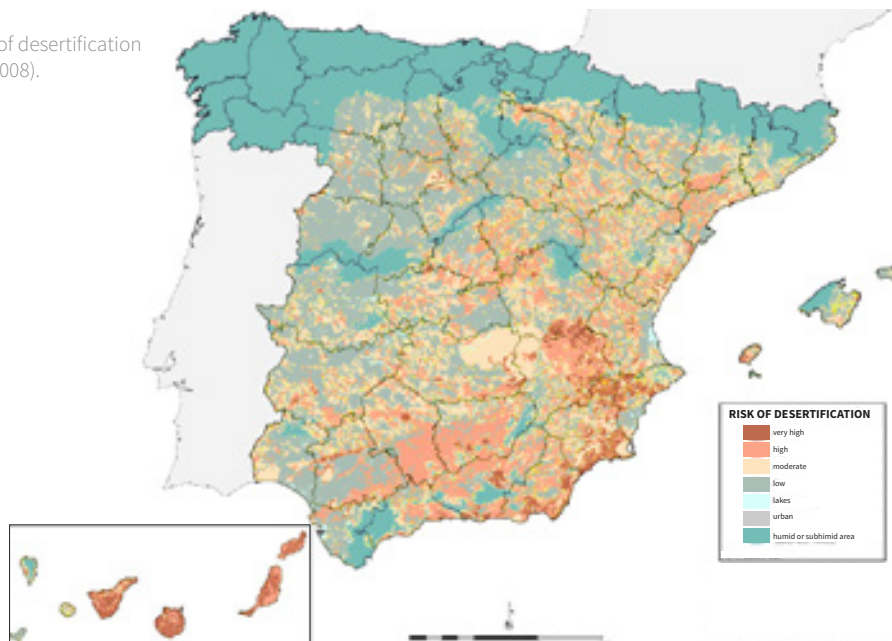 of desertification
008).
RISK OF DESERTIFICATION
very high
high
moderate
low
lakes
urban
humid or subhimid area